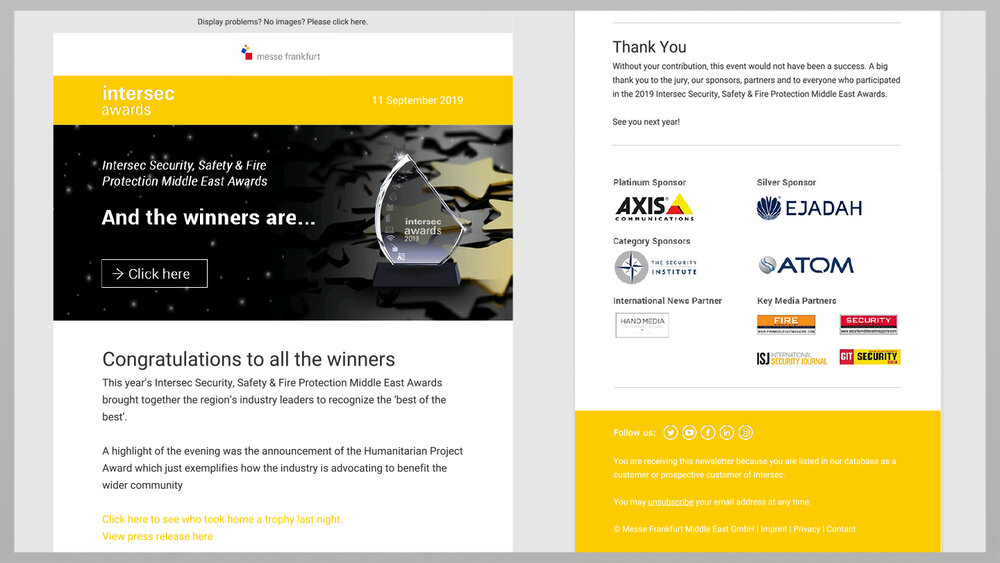 Display problems? No images? Please click here.
messe frankfurt
intersec
awards
11 September 2019
Intersec Security, Safety & Fire
Protection Middle East Awards
And the winners are...
Click here
intersec
awards
2019
Congratulations to all the winners
This year's Intersec Security, Safety & Fire Protection Middle East Awards
brought together the region's industry leaders to recognize the 'best of the
best'.
A highlight of the evening was the announcement of the Humanitarian Project
Award which just exemplifies how the industry is advocating to benefit the
wider community
Click here to see who took home a trophy last night.
View press release here
Thank You
Without your contribution, this event would not have been a success. A big
thank you to the jury, our sponsors, partners and to everyone who participated
in the 2019 Intersec Security, Safety & Fire Protection Middle East Awards.
See you next year!
Platinum Sponsor
Silver Sponsor
AXIS
COMMUNICATIONS
EJADAH
Category Sponsors
THE SECURITY
INSTITUTE
ATOM
International News Partner
Key Media Partners
HAND MEDIA
FIRE
SECURITY
ISJ INTERNATIONAL
SECURITY JOURNAL
GIT SECURITY
Follow us:
You are receiving this newsletter because you are listed in our database as a
customer or prospective customer of Intersec.
You may unsubscribe your email address at any time.
© Messe Frankfurt Middle East GmbH | Imprint | Privacy | Contact